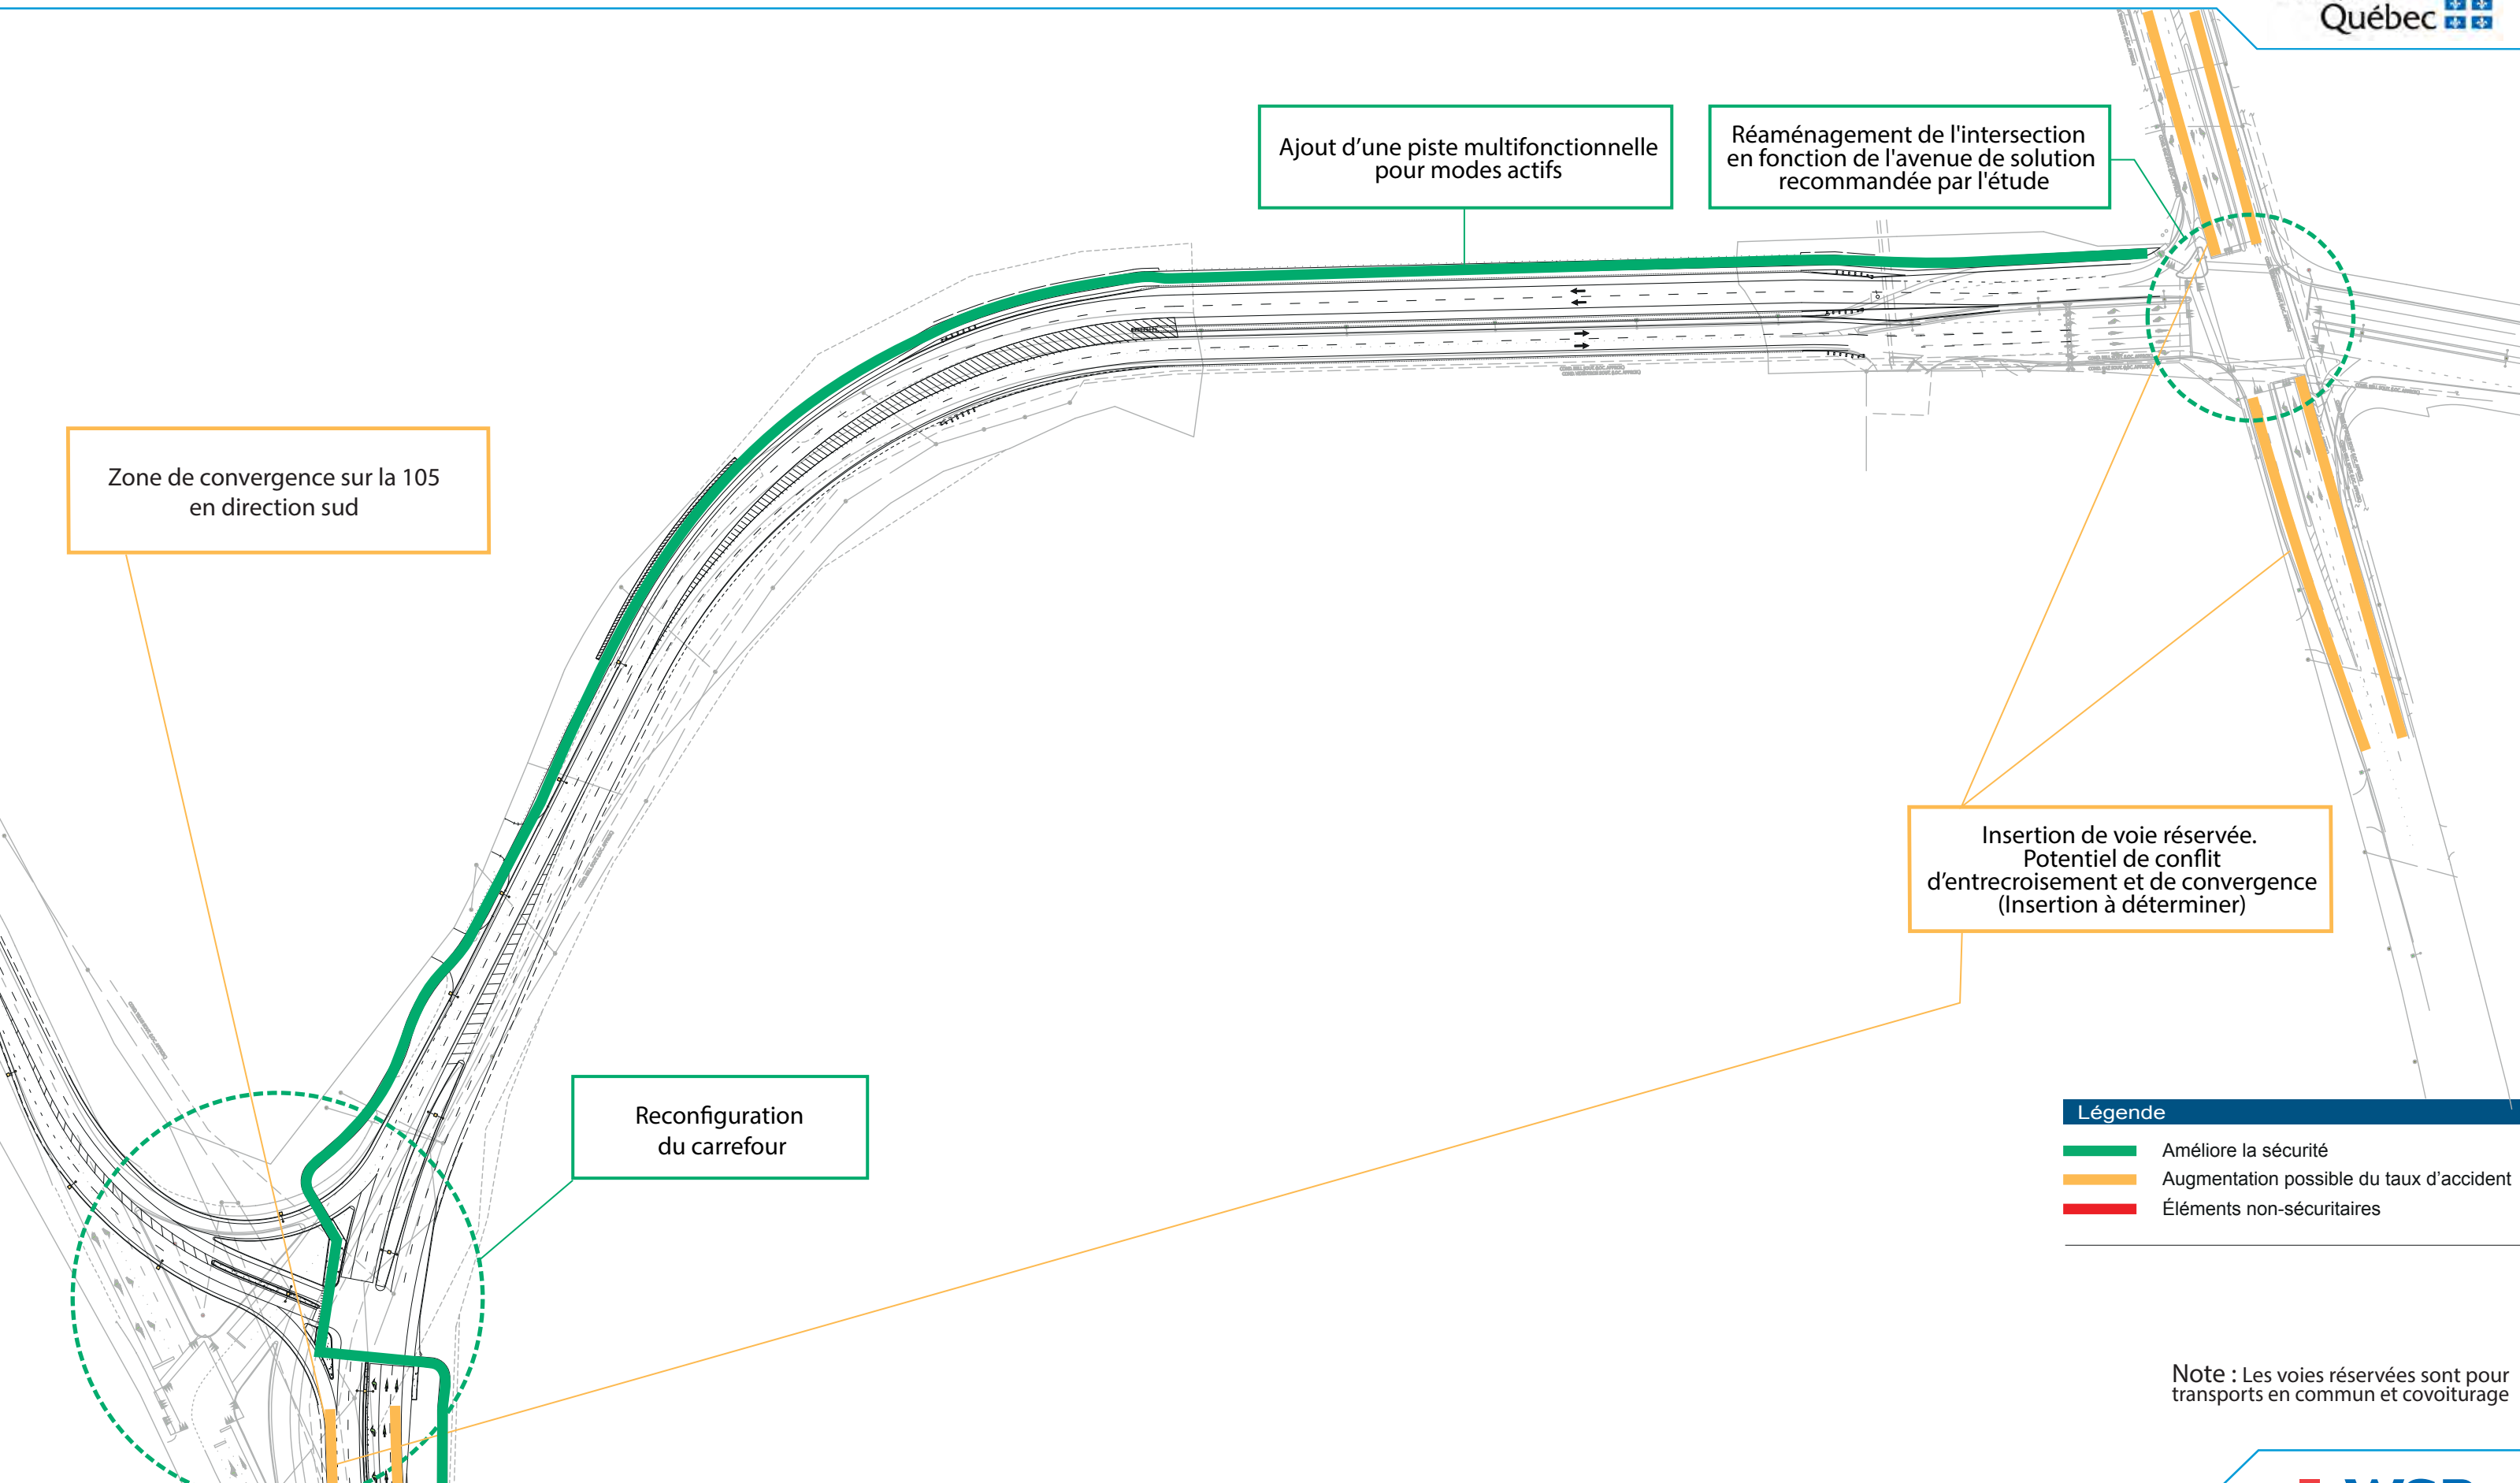 Québec
Ajout d’une piste multifonctionnelle
pour modes actifs
Réaménagement de l'intersection
en fonction de l'avenue de solution
recommandée par l'étude
Zone de convergence sur la 105
en direction sud
Insertion de voie réservée.
Potentiel de conflit
d’entrecroisement et de convergence
(Insertion à déterminer)
Reconfiguration
du carrefour
Légende
Améliore la sécurité
Augmentation possible du taux d’accident
Éléments non-sécuritaires
Note : Les voies réservées sont pour
transports en commun et covoiturage